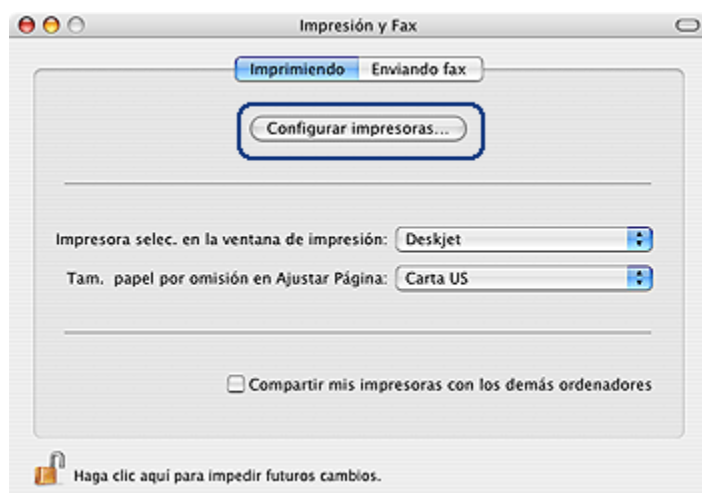 Impresión y Fax
Imprimiendo Enviando fax
Configurar impresoras...
Impresora selec. en la ventana de impresión: Deskjet
Tam. papel por omisión en Ajustar Página: Carta US
Compartir mis impresoras con los demás ordenadores
Haga clic aquí para impedir futuros cambios.